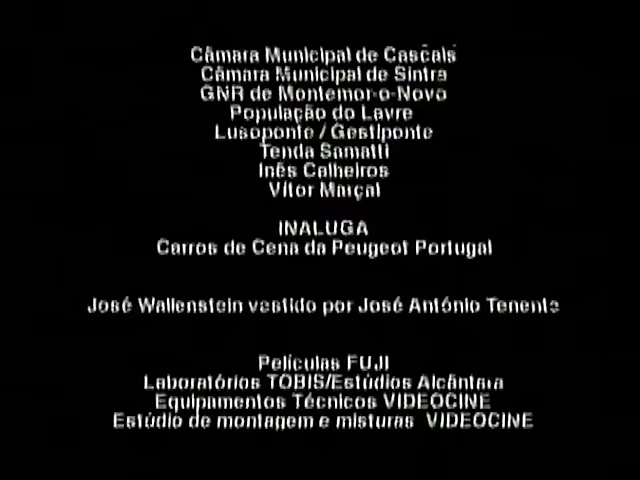 Câmara Municipal de Cascais
Câmara Municipal de Sintra
GNR de Montemor-o-Novo
População do Lavre
Lusoponte / Gestiponte
Tenda Samatti
Inês Calheiros
Vítor Marçal
INALUGA
Carros de Cena da Peugeot Portugal
José Wallenstein vestido por José António Tenente
Películas FUJI
Laboratórios TOBIS/Estúdios Alcântara
Equipamentos Técnicos VIDEOCINE
Estúdio de montagem e misturas VIDEOCINE